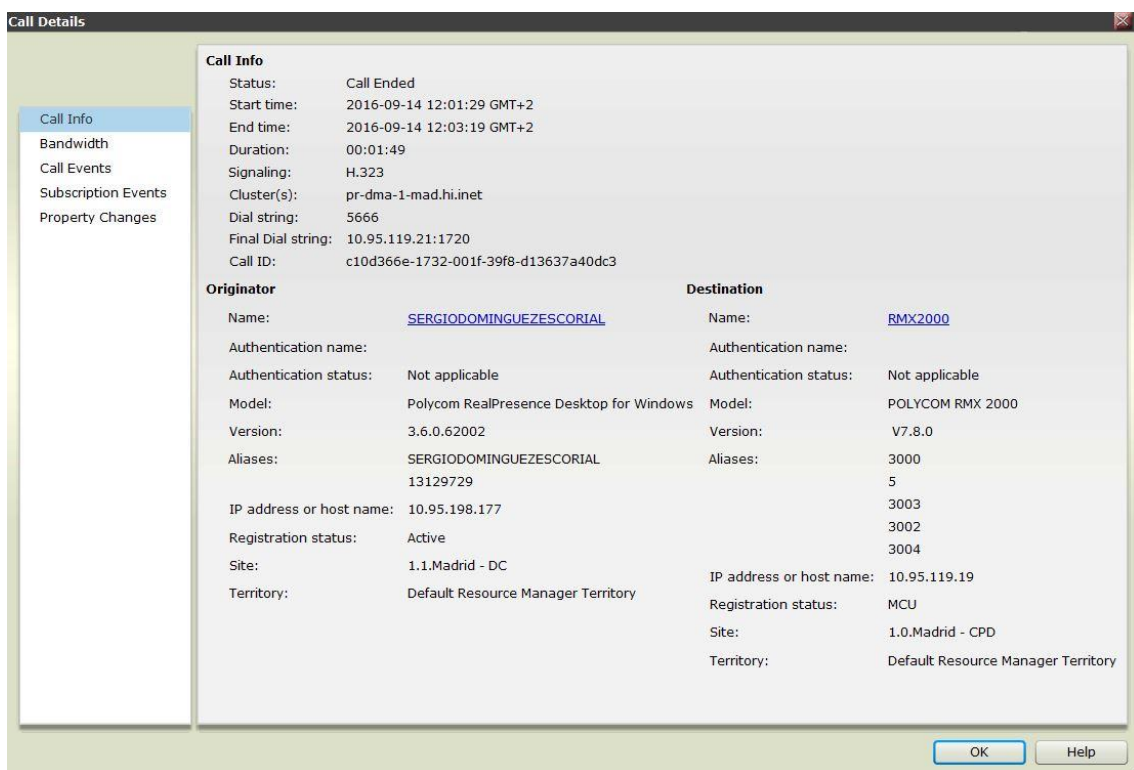 Call Details
Call Info
Bandwidth
Call Events
Subscription Events
Property Changes
Call Info
Status: Call Ended
Start time: 2016-09-14 12:01:29 GMT+2
End time: 2016-09-14 12:03:19 GMT+2
Duration: 00:01:49
Signaling: H.323
Cluster(s): pr-dma-1-mad.hi.inet
Dial string: 5666
Final Dial string: 10.95.119.21:1720
Call ID: c10d366e-1732-001f-39f8-d13637a40dc3
Originator
Name: SERGIODOMINGUEZESCORIAL
Authentication name:
Authentication status: Not applicable
Model: Polycom RealPresence Desktop for Windows
Version: 3.6.0.62002
Aliases: SERGIODOMINGUEZESCORIAL
13129729
IP address or host name: 10.95.198.177
Registration status: Active
Site: 1.1.Madrid - DC
Territory: Default Resource Manager Territory
Destination
Name: RMX2000
Authentication name:
Authentication status: Not applicable
Model: POLYCOM RMX 2000
Version: V7.8.0
Aliases: 3000
5
3003
3002
3004
IP address or host name: 10.95.119.19
Registration status: MCU
Site: 1.0.Madrid - CPD
Territory: Default Resource Manager Territory
OK
Help